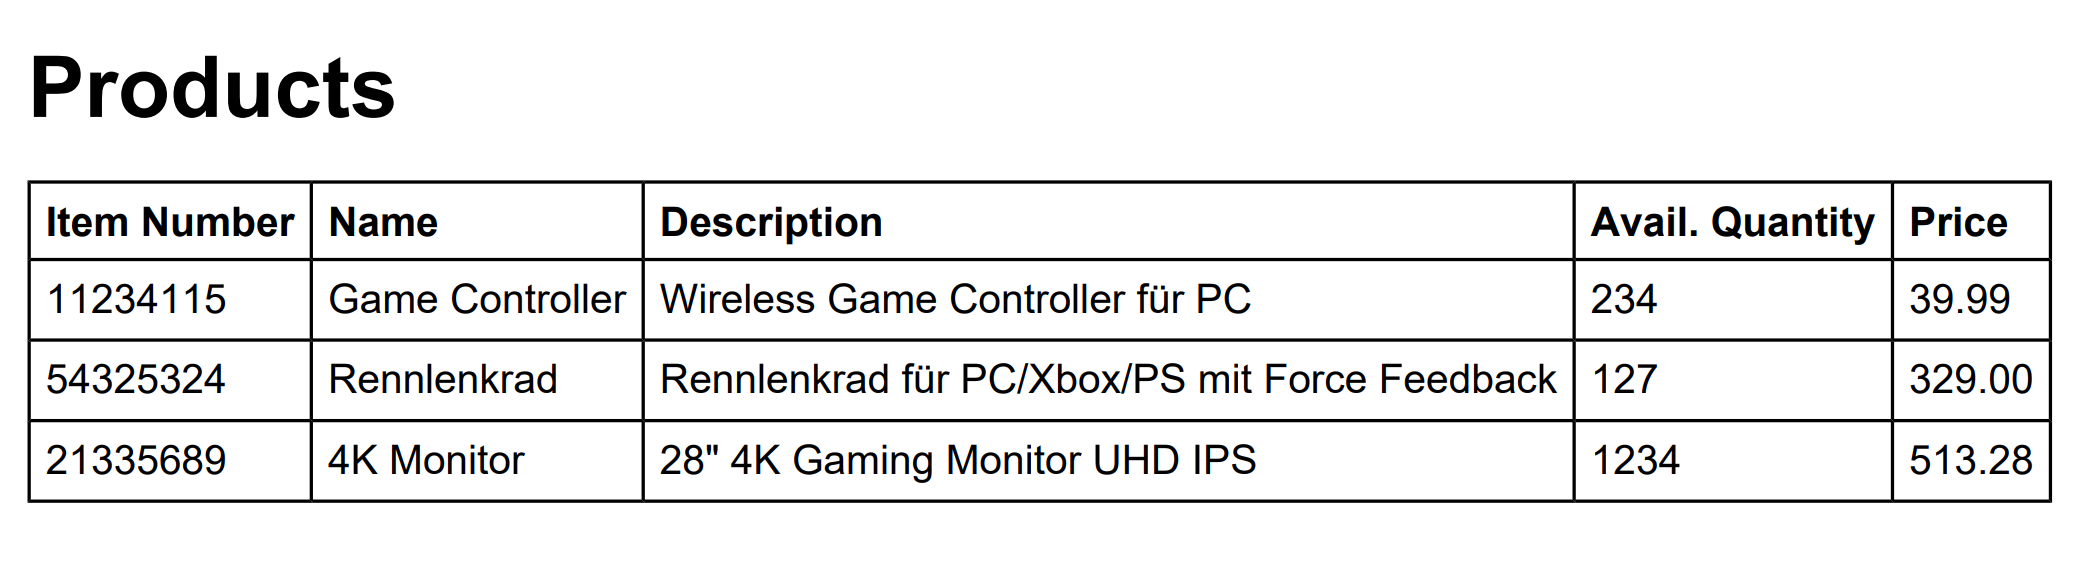 Products
Item Number Name Description Avail. Quantity Price
11234115 Game Controller Wireless Game Controller für PC 234 39.99
54325324 Rennlenkrad Rennlenkrad für PC/Xbox/PS mit Force Feedback 127 329.00
21335689 4K Monitor 28" 4K Gaming Monitor UHD IPS 1234 513.28